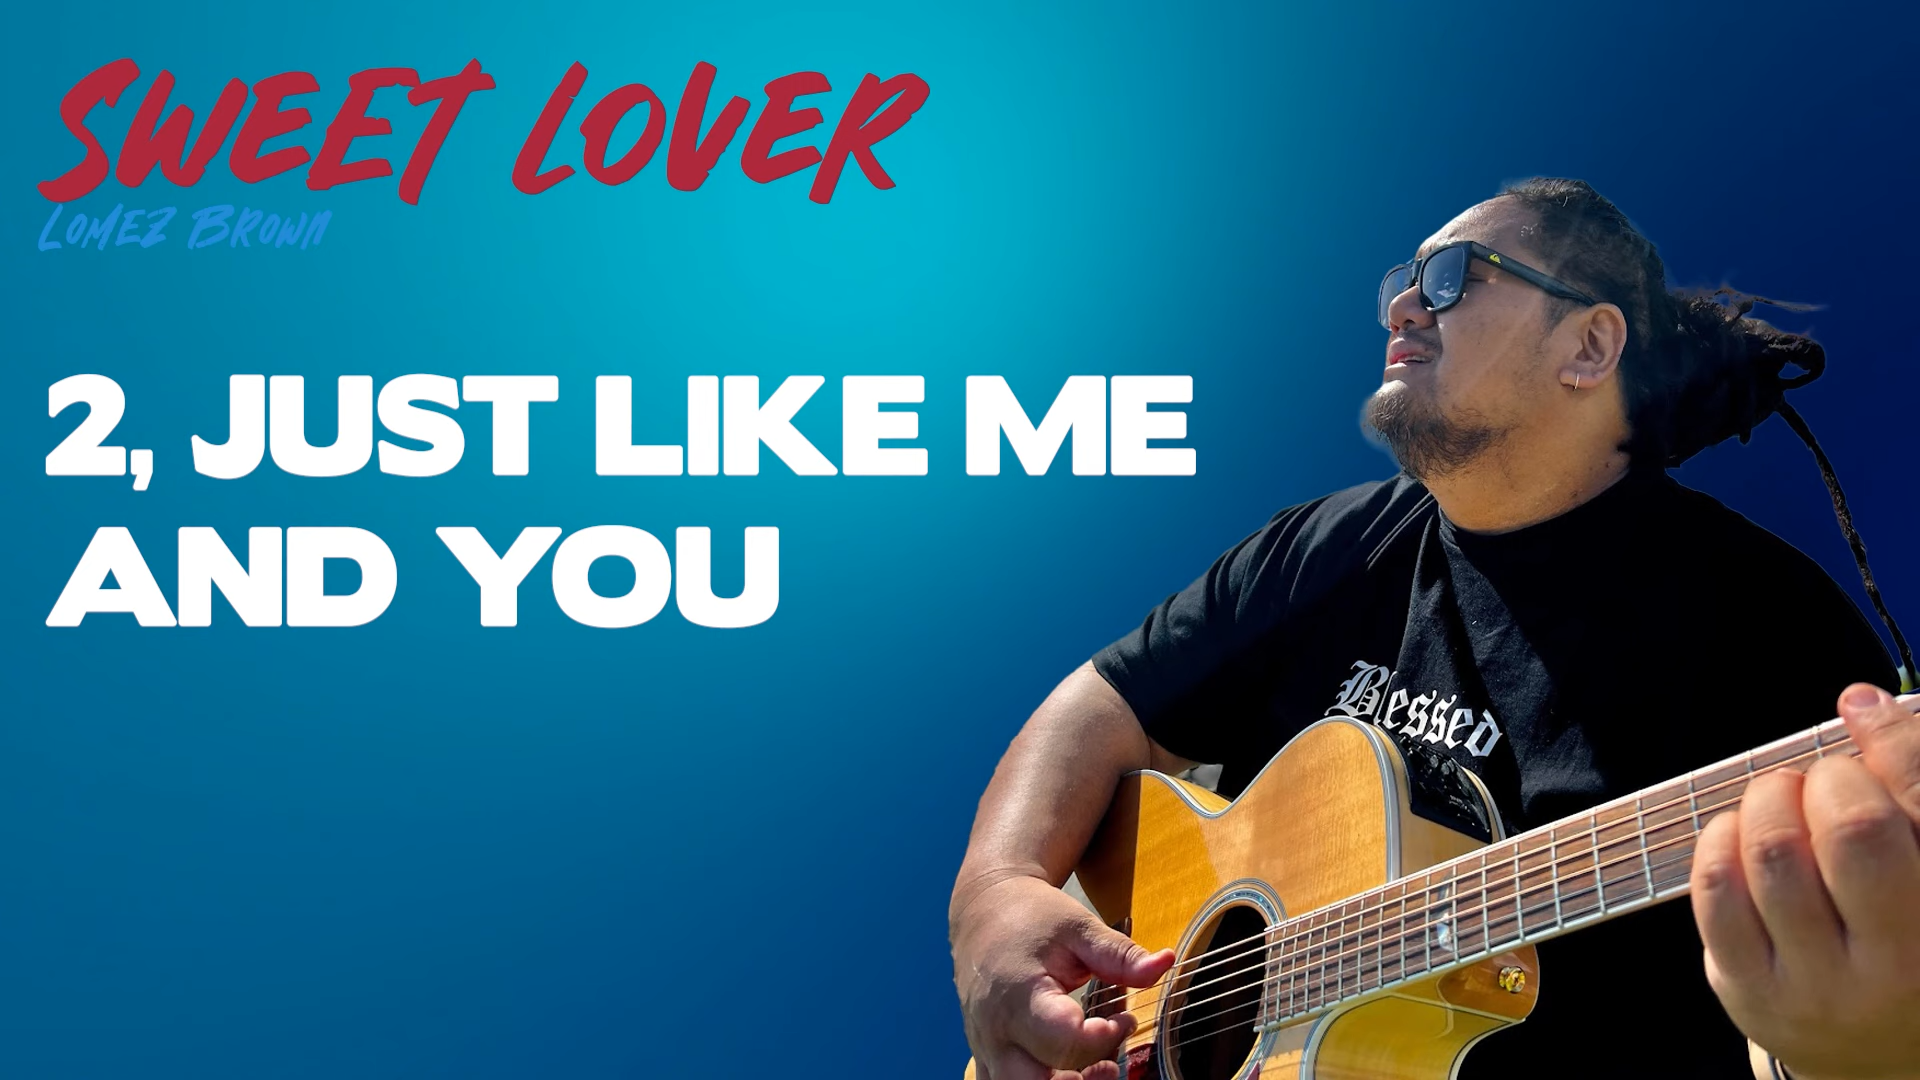 SWEET LOVER
LOMEZ BROWN
2, JUST LIKE ME
AND YOU
Blessed